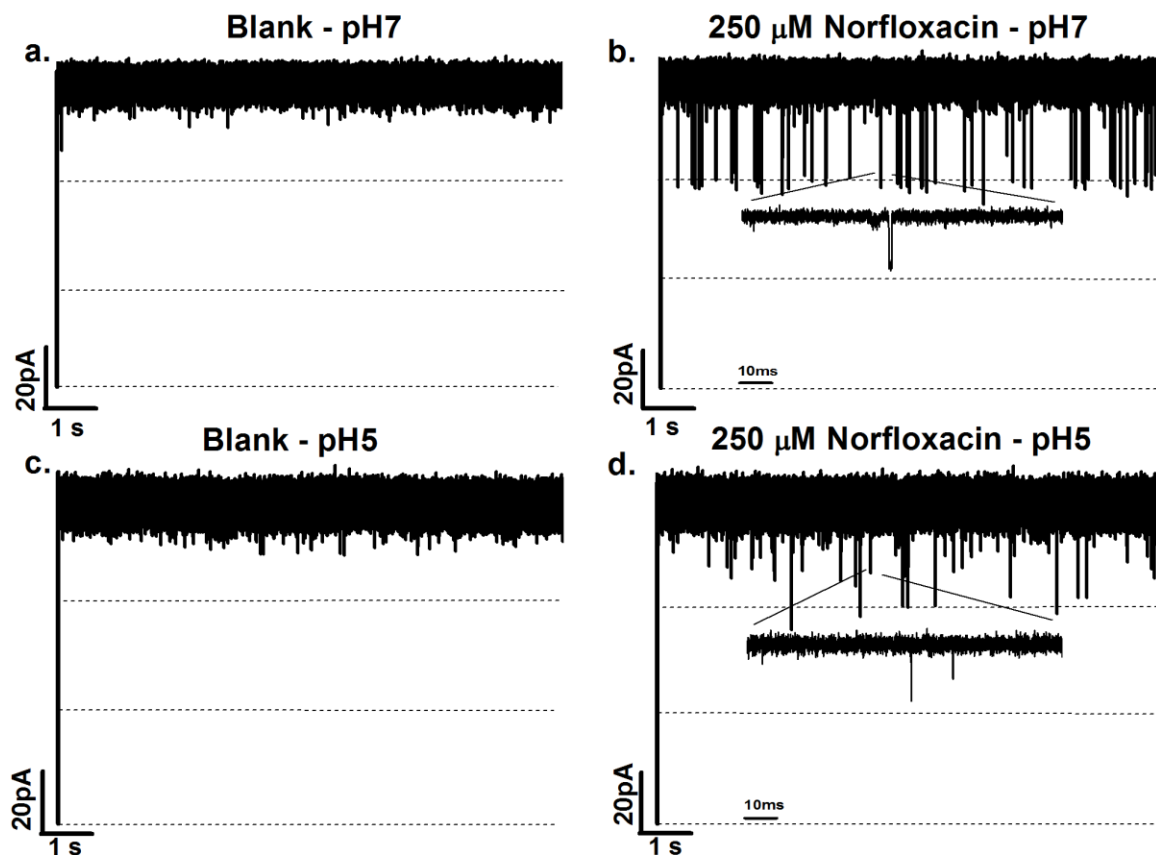 a.
Blank - pH7
20pA
1 s
b.
250 μM Norfloxacin - pH7
20pA
10ms
1 s
c.
Blank - pH5
20pA
1 s
d.
250 μM Norfloxacin - pH5
20pA
10ms
1 s